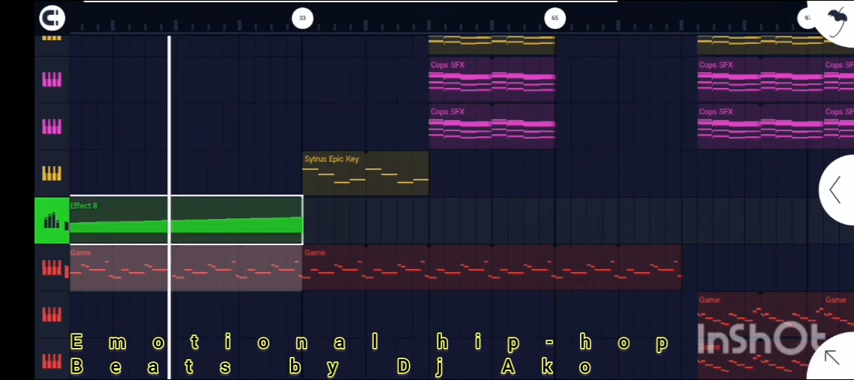 33
65
Cops SFX
Cops SFX
Cops SFX
Cops SFX
Cops SFX
Cops SFX
Sytrus Epic Key
Effect 8
Game
Game
Game
Game
Emotional hip-hop
Beats by Dj Ako
InShOt